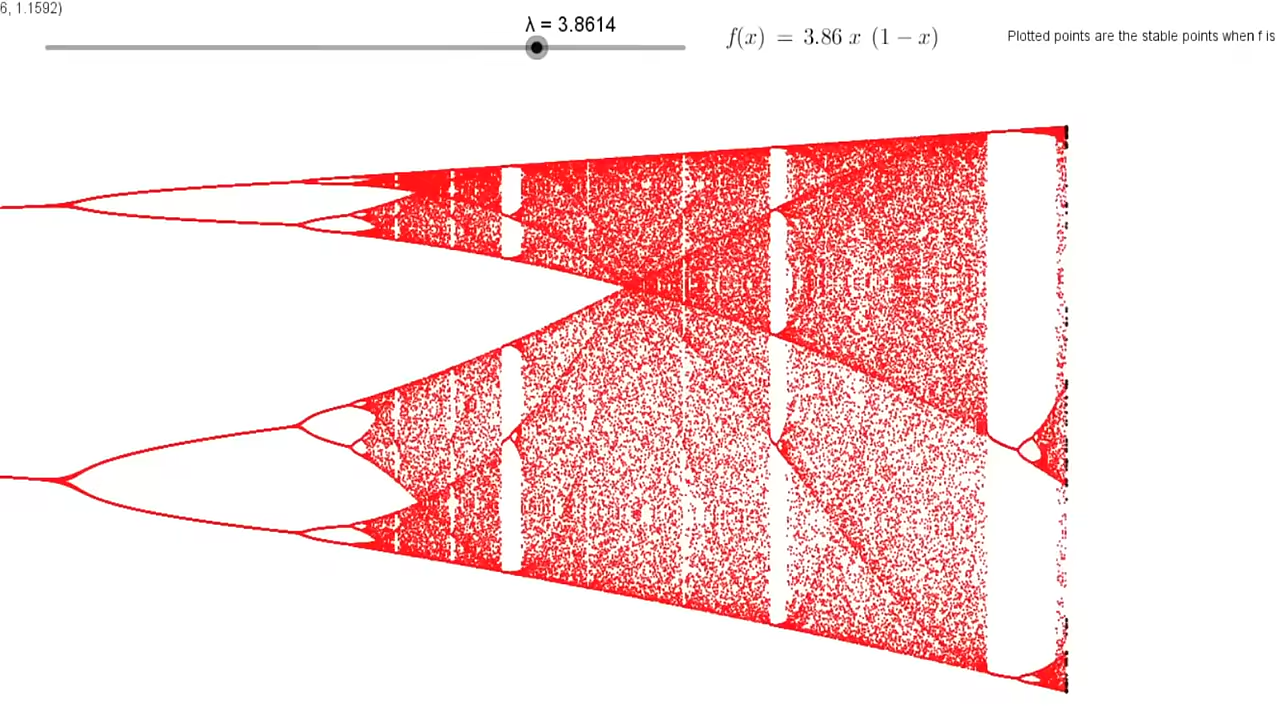 6, 1.1592)
λ = 3.8614
f(x) = 3.86 x (1 − x)
Plotted points are the stable points when f is